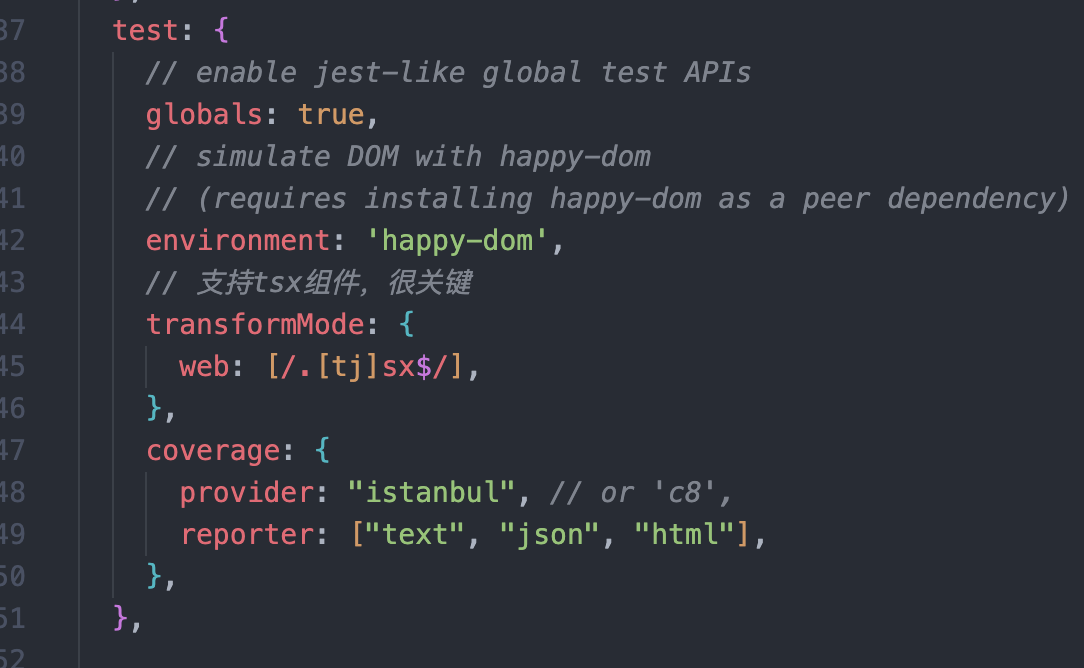 37 test: {
38 // enable jest-like global test APIs
39 globals: true,
40 // simulate DOM with happy-dom
41 // (requires installing happy-dom as a peer dependency)
42 environment: 'happy-dom',
43 // 支持tsx组件，很关键
44 transformMode: {
45 web: [/.[tj]sx$/],
46 },
47 coverage: {
48 provider: "istanbul", // or 'c8',
49 reporter: ["text", "json", "html"],
50 },
51 },
52